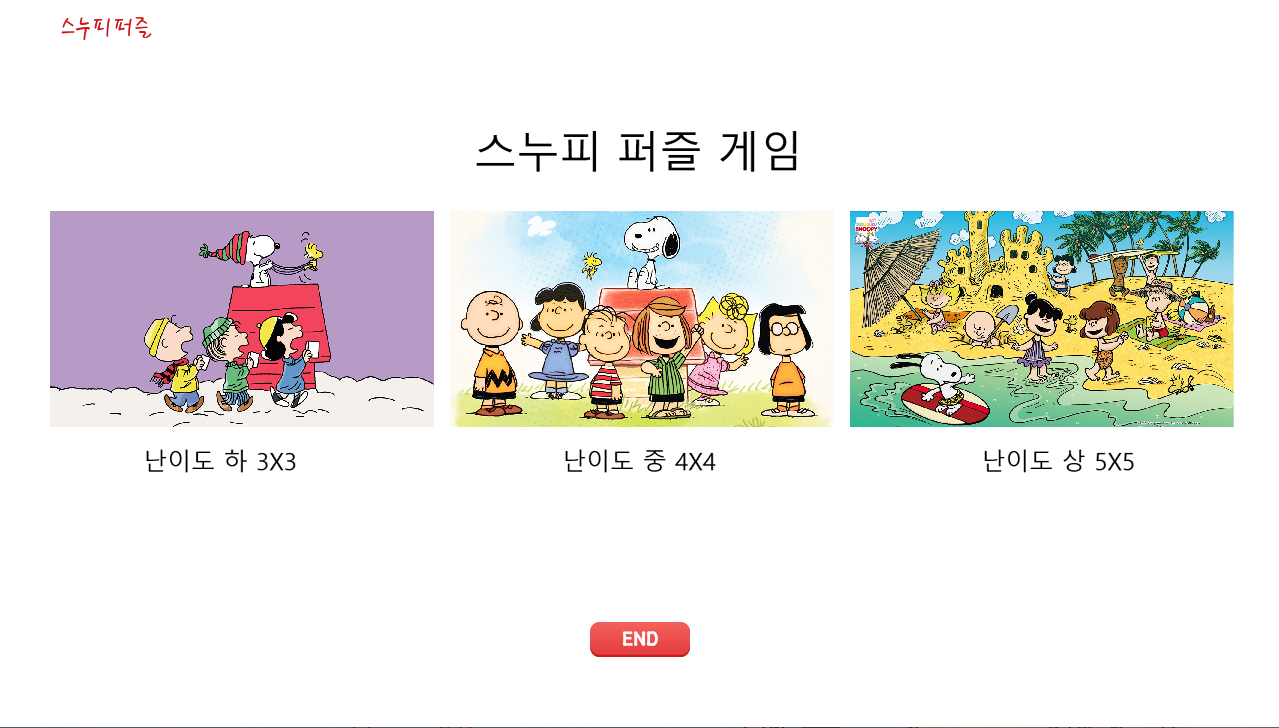 스누피퍼즐
스누피 퍼즐 게임
SNOOPY
난이도 하 3X3
난이도 중 4X4
난이도 상 5X5
END